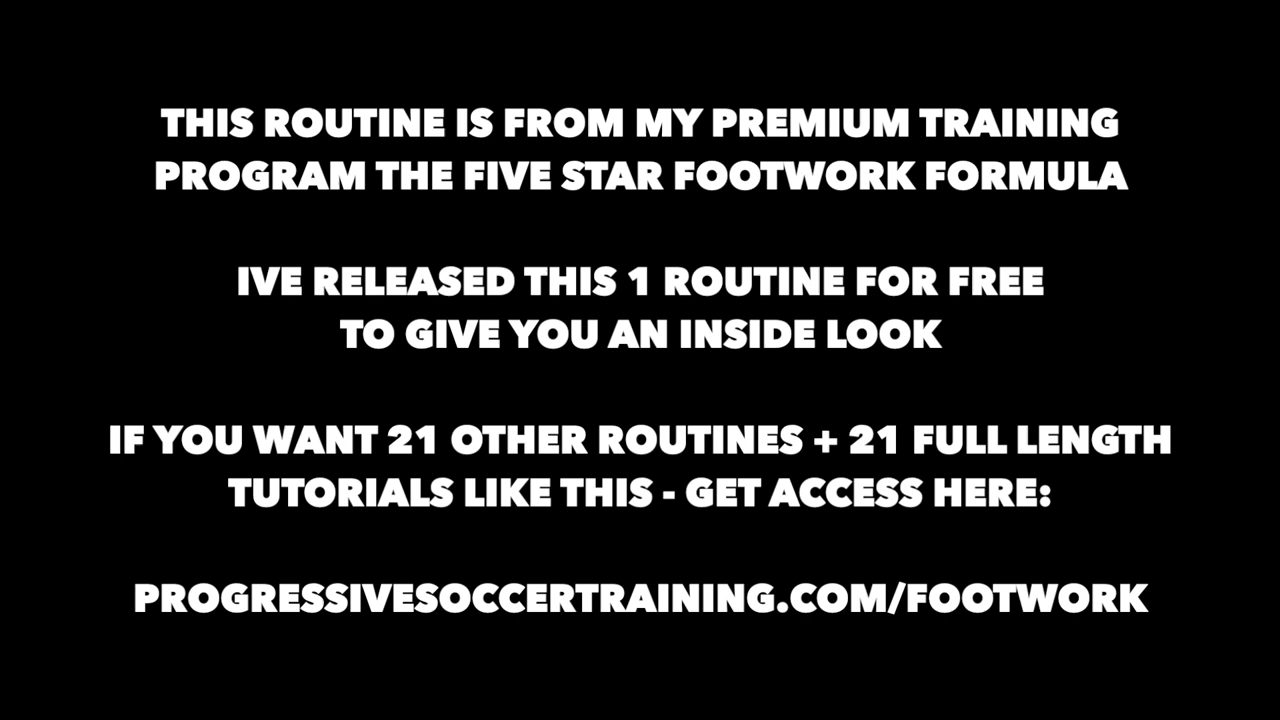 THIS ROUTINE IS FROM MY PREMIUM TRAINING
PROGRAM THE FIVE STAR FOOTWORK FORMULA
IVE RELEASED THIS 1 ROUTINE FOR FREE
TO GIVE YOU AN INSIDE LOOK
IF YOU WANT 21 OTHER ROUTINES + 21 FULL LENGTH
TUTORIALS LIKE THIS - GET ACCESS HERE:
PROGRESSIVESOCCERTRAINING.COM/FOOTWORK